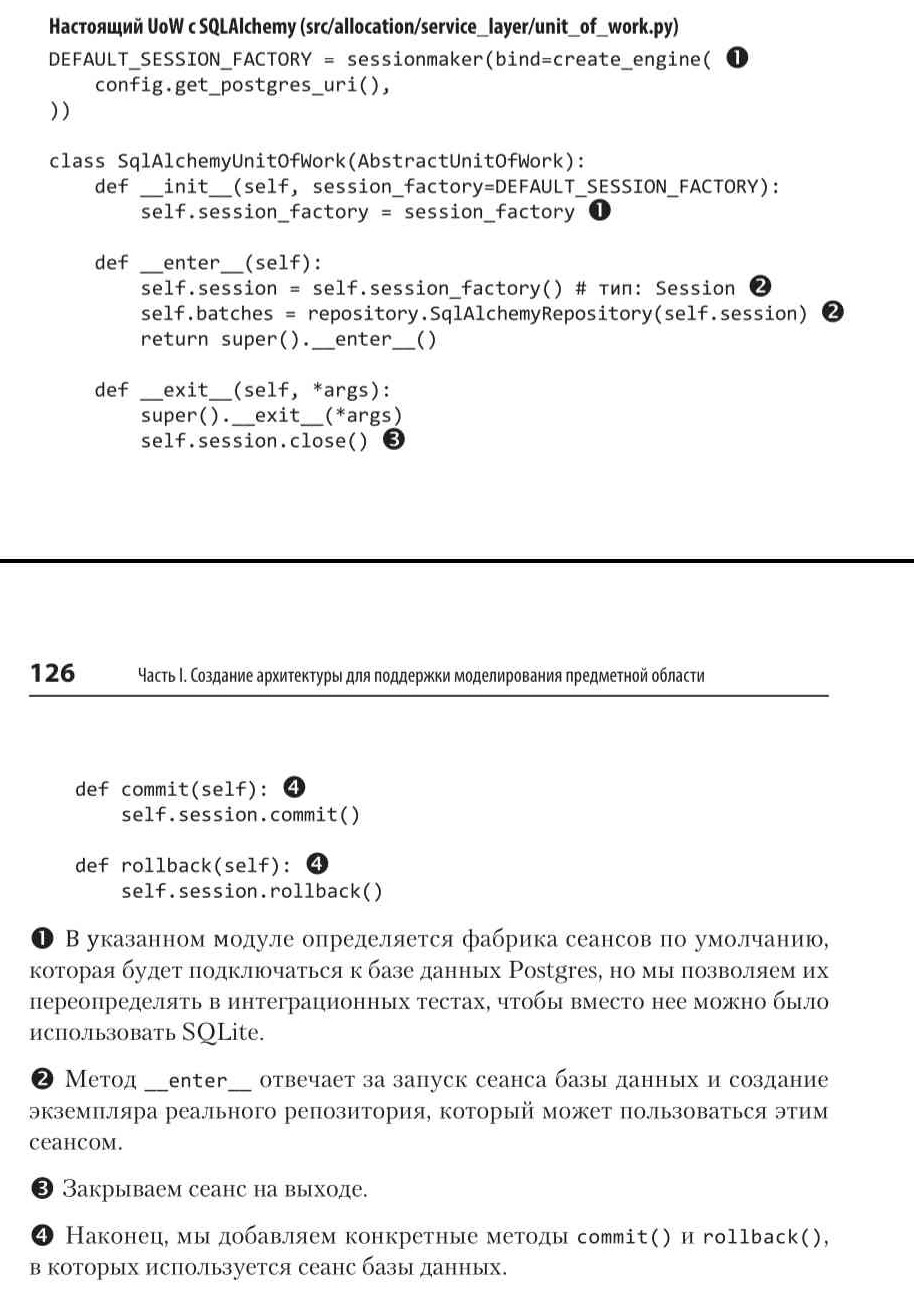 Настоящий UoW с SQLAlchemy (src/allocation/service_layer/unit_of_work.py)
DEFAULT_SESSION_FACTORY = sessionmaker(bind=create_engine( ❶
    config.get_postgres_uri(),
))
class SqlAlchemyUnitOfWork(AbstractUnitOfWork):
    def __init__(self, session_factory=DEFAULT_SESSION_FACTORY):
        self.session_factory = session_factory ❶
    def __enter__(self):
        self.session = self.session_factory() # тип: Session ❷
        self.batches = repository.SqlAlchemyRepository(self.session) ❷
        return super().__enter__()
    def __exit__(self, *args):
        super().__exit__(*args)
        self.session.close() ❸
126 Часть I. Создание архитектуры для поддержки моделирования предметной области
    def commit(self): ❹
        self.session.commit()
    def rollback(self): ❹
        self.session.rollback()
❶ В указанном модуле определяется фабрика сеансов по умолчанию,
которая будет подключаться к базе данных Postgres, но мы позволяем их
переопределять в интеграционных тестах, чтобы вместо нее можно было
использовать SQLite.
❷ Метод __enter__ отвечает за запуск сеанса базы данных и создание
экземпляра реального репозитория, который может пользоваться этим
сеансом.
❸ Закрываем сеанс на выходе.
❹ Наконец, мы добавляем конкретные методы commit() и rollback(),
в которых используется сеанс базы данных.